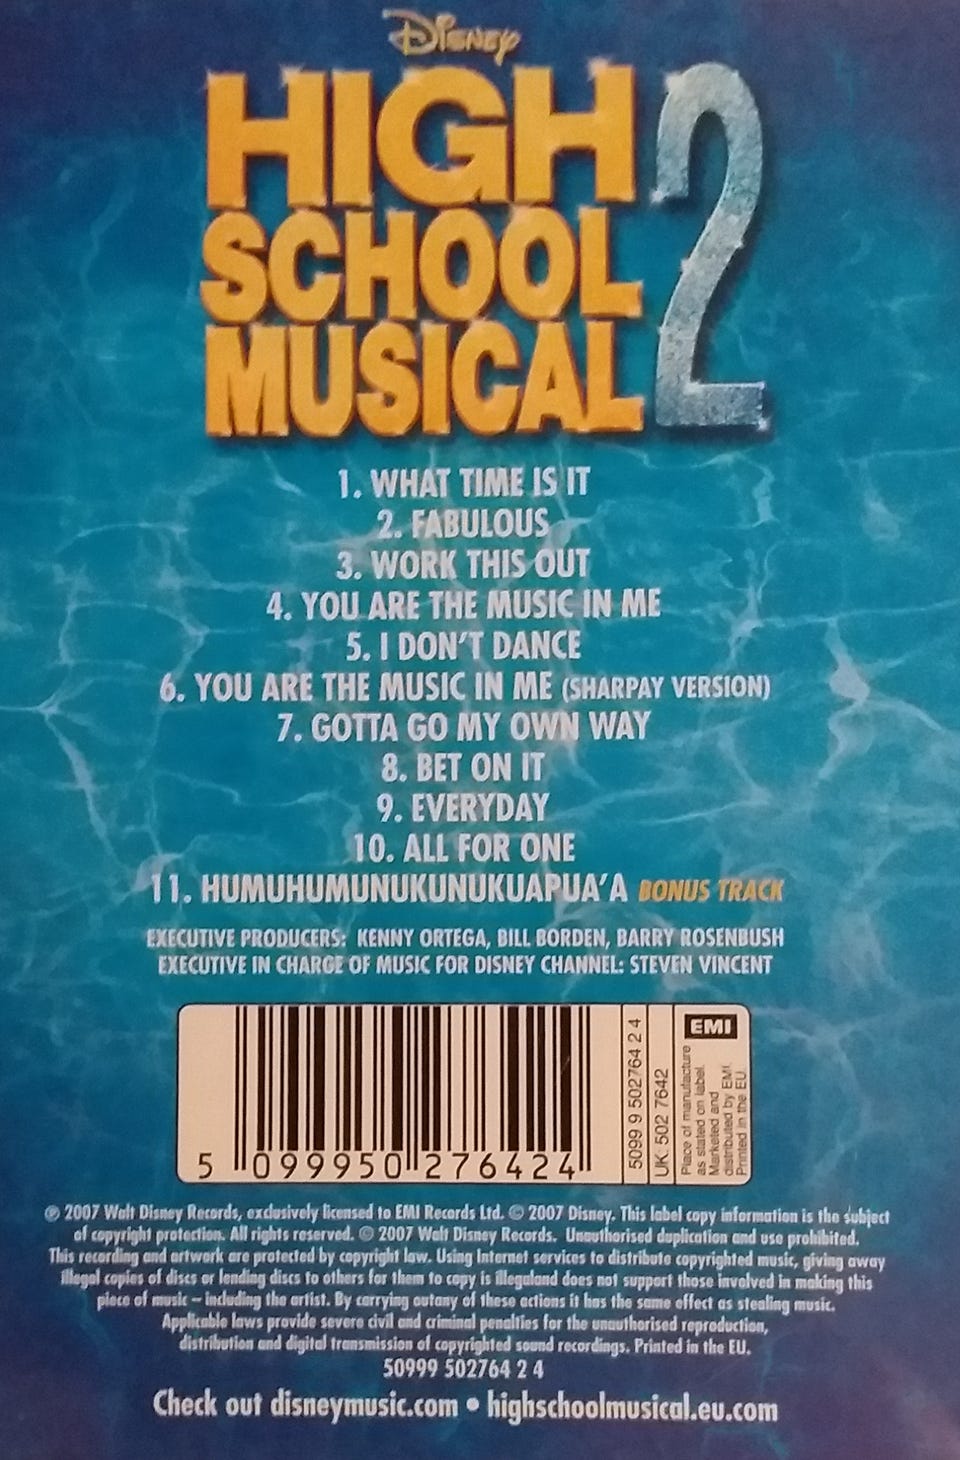 Disney
HIGH
SCHOOL
MUSICAL 2
1. WHAT TIME IS IT
2. FABULOUS
3. WORK THIS OUT
4. YOU ARE THE MUSIC IN ME
5. I DON'T DANCE
6. YOU ARE THE MUSIC IN ME (SHARPAY VERSION)
7. GOTTA GO MY OWN WAY
8. BET ON IT
9. EVERYDAY
10. ALL FOR ONE
11. HUMUHUMUNUKUNUKUAPUA'A BONUS TRACK
EXECUTIVE PRODUCERS: KENNY ORTEGA, BILL BORDEN, BARRY ROSENBUSH
EXECUTIVE IN CHARGE OF MUSIC FOR DISNEY CHANNEL: STEVEN VINCENT
5 099950 276424
5099 9 502764 2 4
UK: 502 7642
EMI
Place of manufacture
as stated on label.
Marketed and
distributed by EMI.
Printed in the EU.
℗ 2007 Walt Disney Records, exclusively licensed to EMI Records Ltd. © 2007 Disney. This label copy information is the subject
of copyright protection. All rights reserved. © 2007 Walt Disney Records. Unauthorised duplication and use prohibited.
This recording and artwork are protected by copyright law. Using Internet services to distribute copyrighted music, giving away
illegal copies of discs or lending discs to others for them to copy is illegaland does not support those involved in making this
piece of music – including the artist. By carrying outany of these actions it has the same effect as stealing music.
Applicable laws provide severe civil and criminal penalties for the unauthorised reproduction,
distribution and digital transmission of copyrighted sound recordings. Printed in the EU.
50999 502764 2 4
Check out disneymusic.com • highschoolmusical.eu.com